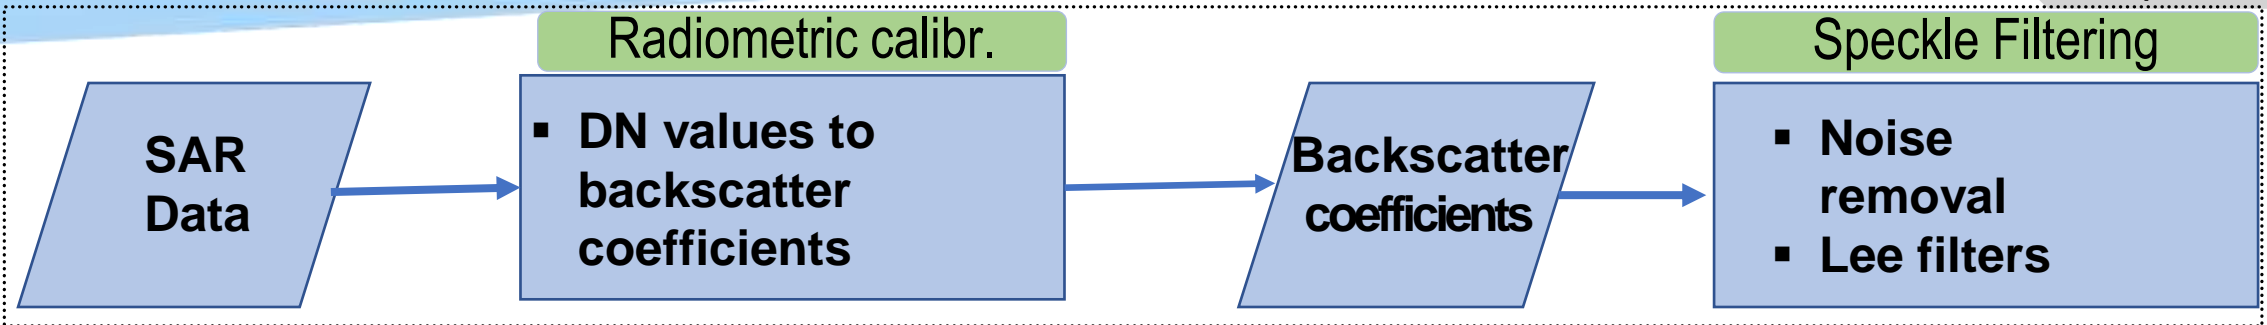 Radiometric calibr.
Speckle Filtering
SAR
Data
▪ DN values to
backscatter
coefficients
Backscatter
coefficients
▪ Noise
removal
▪ Lee filters